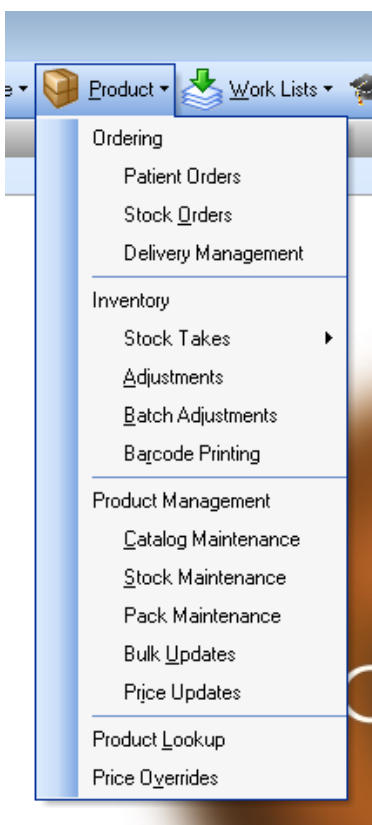 e
Product
Work Lists
Ordering
Patient Orders
Stock Orders
Delivery Management
Inventory
Stock Takes
Adjustments
Batch Adjustments
Barcode Printing
Product Management
Catalog Maintenance
Stock Maintenance
Pack Maintenance
Bulk Updates
Price Updates
Product Lookup
Price Overrides